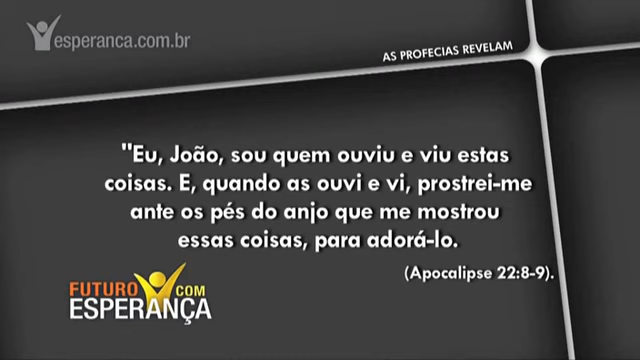 esperanca.com.br
AS PROFECIAS REVELAM
"Eu, João, sou quem ouviu e viu estas
coisas. E, quando as ouvi e vi, prostrei-me
ante os pés do anjo que me mostrou
essas coisas, para adorá-lo.
(Apocalipse 22:8-9).
FUTURO COM
ESPERANÇA